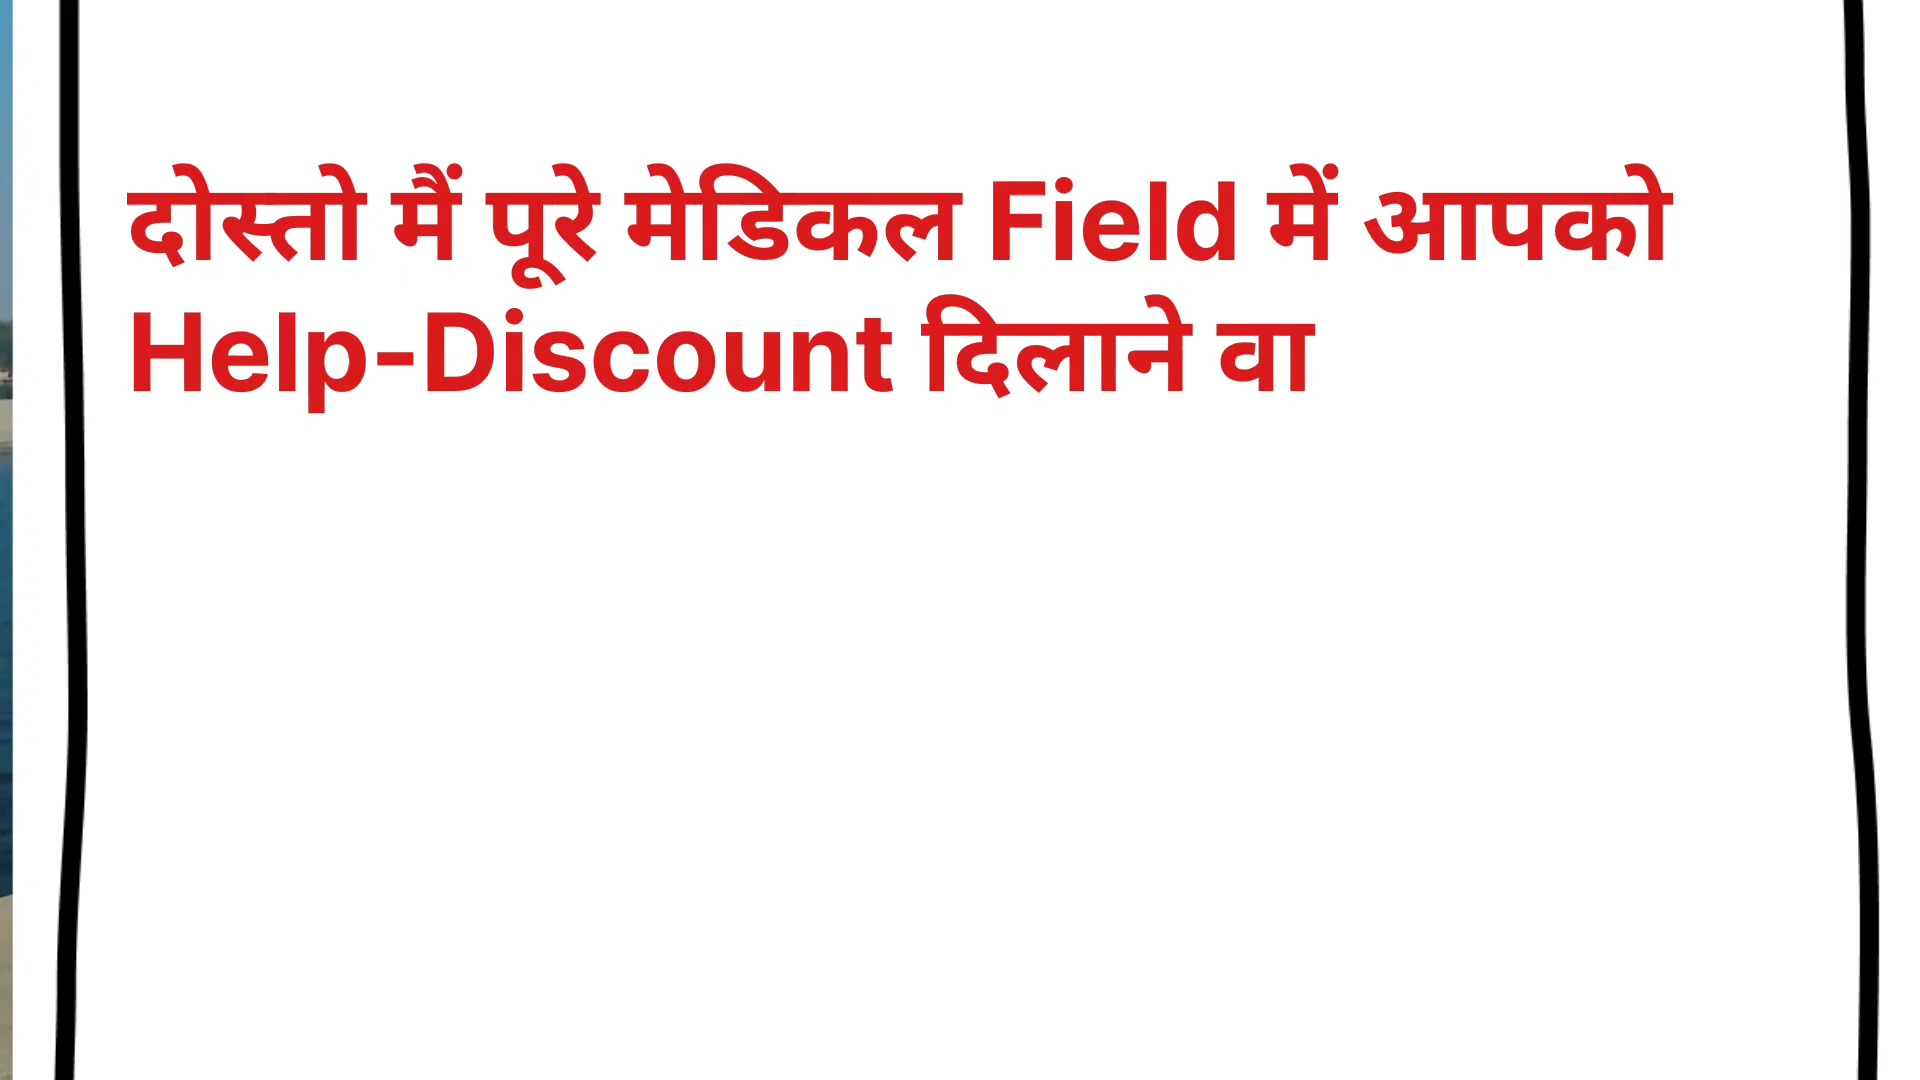 दोस्तो मैं पूरे मेडिकल Field में आपको
Help-Discount दिलाने वा